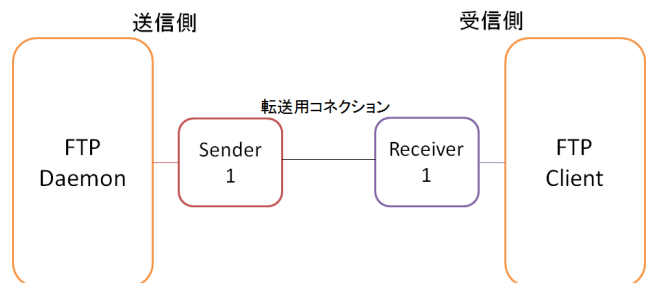 送信側
受信側
転送用コネクション
FTP
Daemon
Sender
1
Receiver
1
FTP
Client